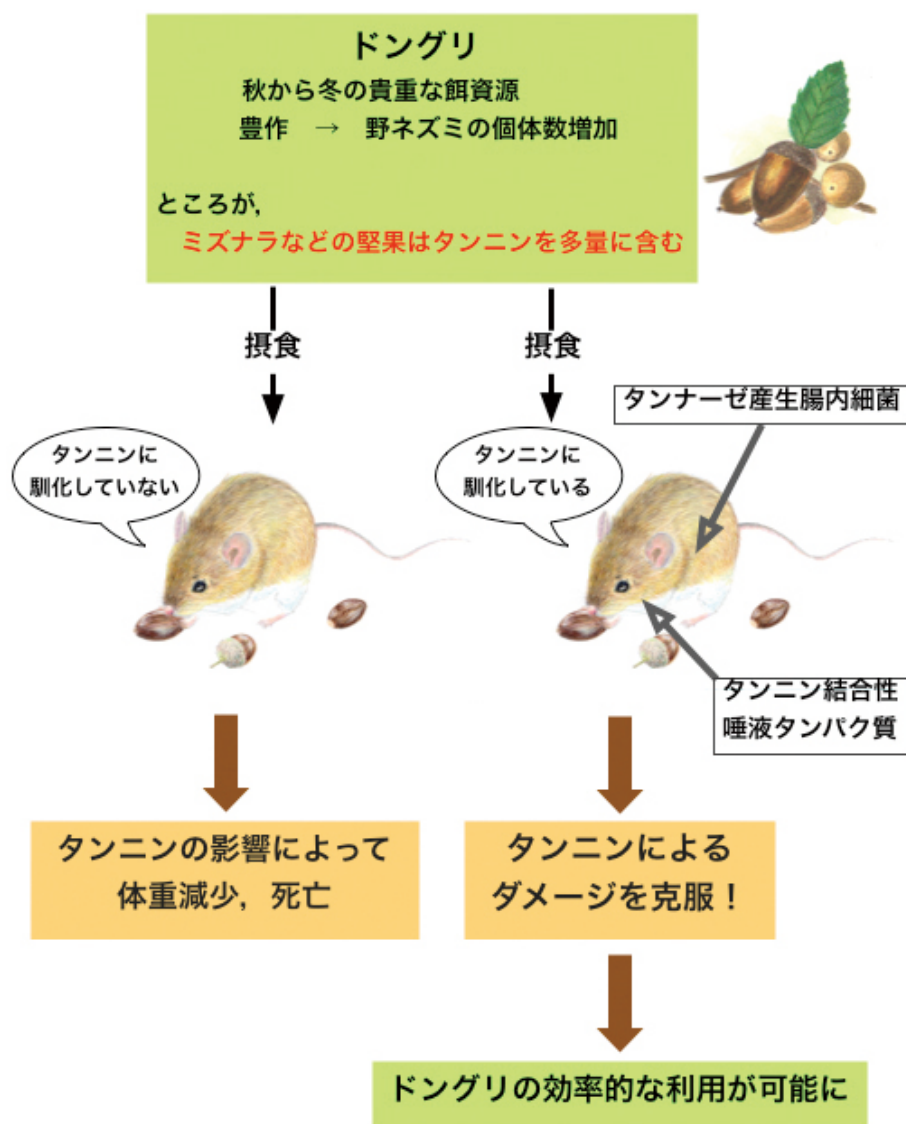 ドングリ
秋から冬の貴重な餌資源
豊作 → 野ネズミの個体数増加
ところが,
ミズナラなどの堅果はタンニンを多量に含む
摂食
摂食
タンナーゼ産生腸内細菌
タンニンに
馴化していない
タンニンに
馴化している
タンニン結合性
唾液タンパク質
タンニンの影響によって
体重減少, 死亡
タンニンによる
ダメージを克服!
ドングリの効率的な利用が可能に